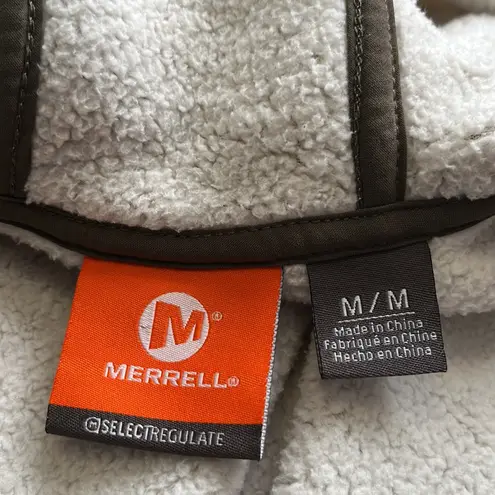 M®
MERRELL®
M SELECTREGULATE
M/M
Made in China
Fabriqué en Chine
Hecho en China